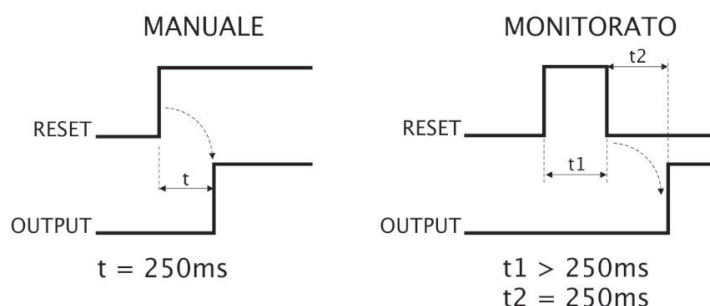 MANUALE
RESET
t
OUTPUT
t = 250ms
MONITORATO
t2
RESET
t1
OUTPUT
t1 > 250ms
t2 = 250ms